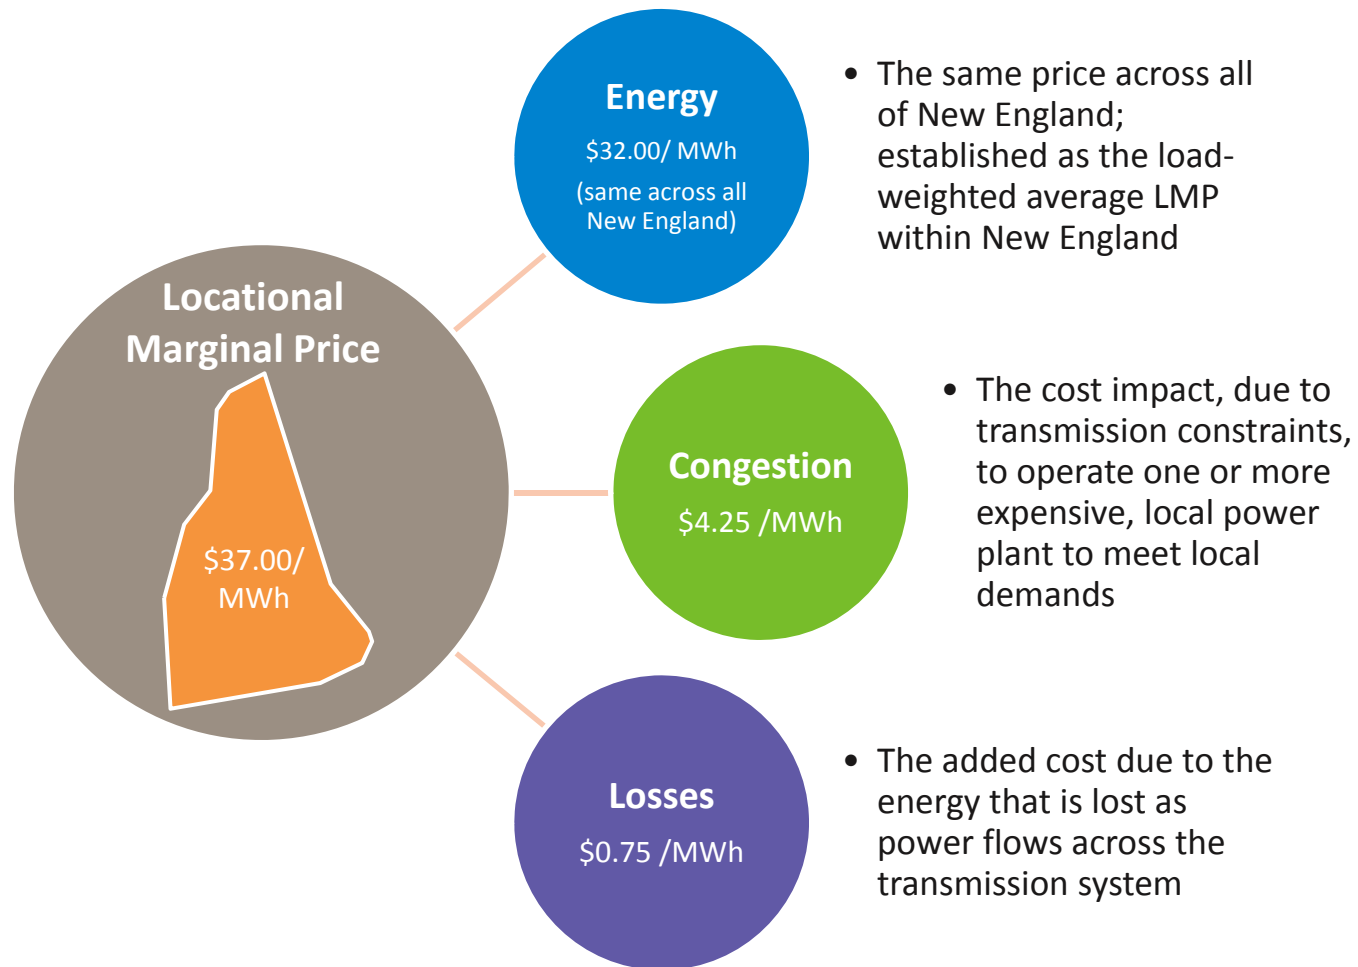 Locational
Marginal Price
$37.00/
MWh
Energy
$32.00/ MWh
(same across all
New England)
• The same price across all
of New England;
established as the load-
weighted average LMP
within New England
Congestion
$4.25 /MWh
• The cost impact, due to
transmission constraints,
to operate one or more
expensive, local power
plant to meet local
demands
Losses
$0.75 /MWh
• The added cost due to the
energy that is lost as
power flows across the
transmission system